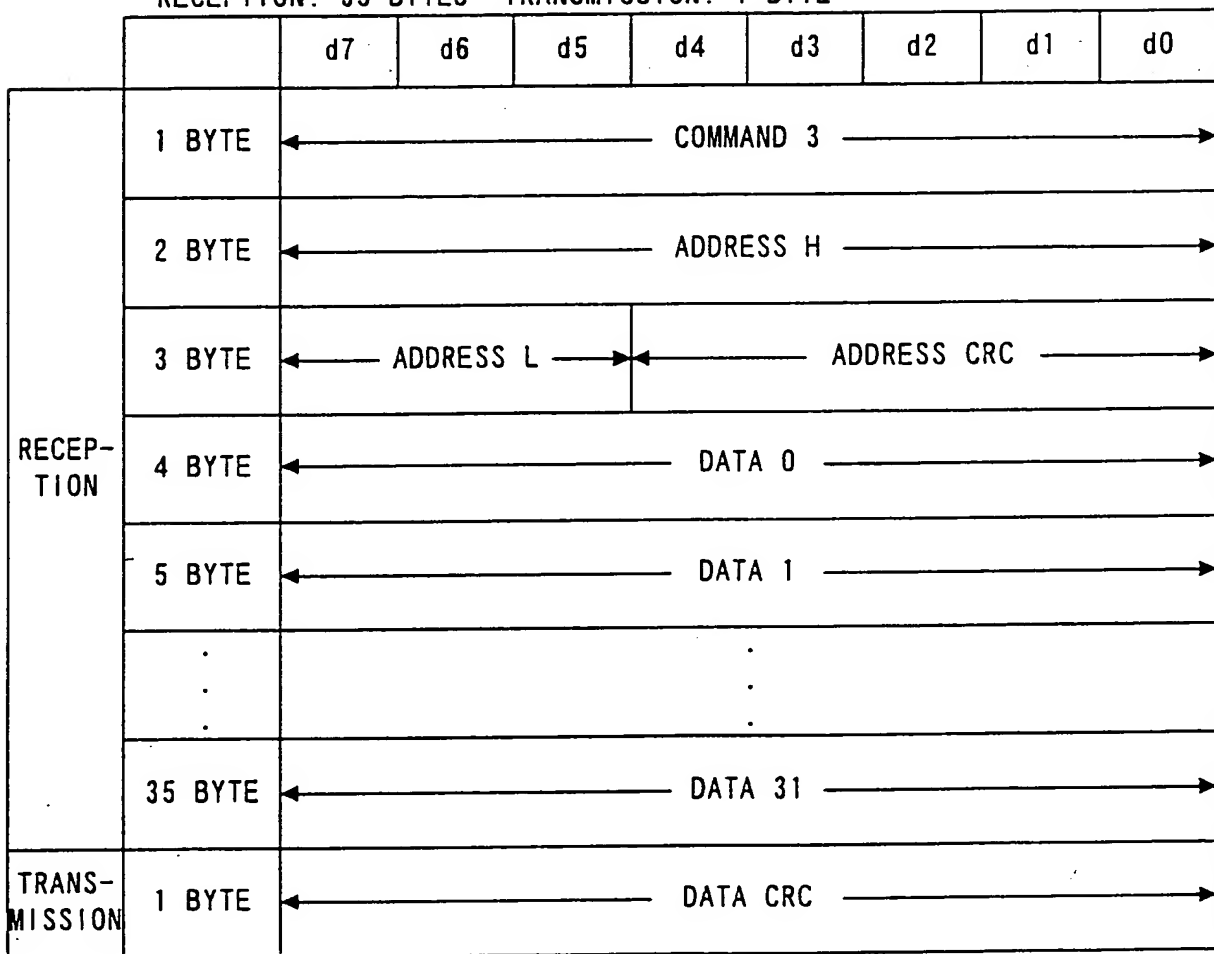 d7 d6 d5 d4 d3 d2 d1 d0
1 BYTE COMMAND 3
2 BYTE ADDRESS H
3 BYTE ADDRESS L ADDRESS CRC
RECEP-
TION
4 BYTE DATA 0
5 BYTE DATA 1
35 BYTE DATA 31
TRANS-
MISSION
1 BYTE DATA CRC